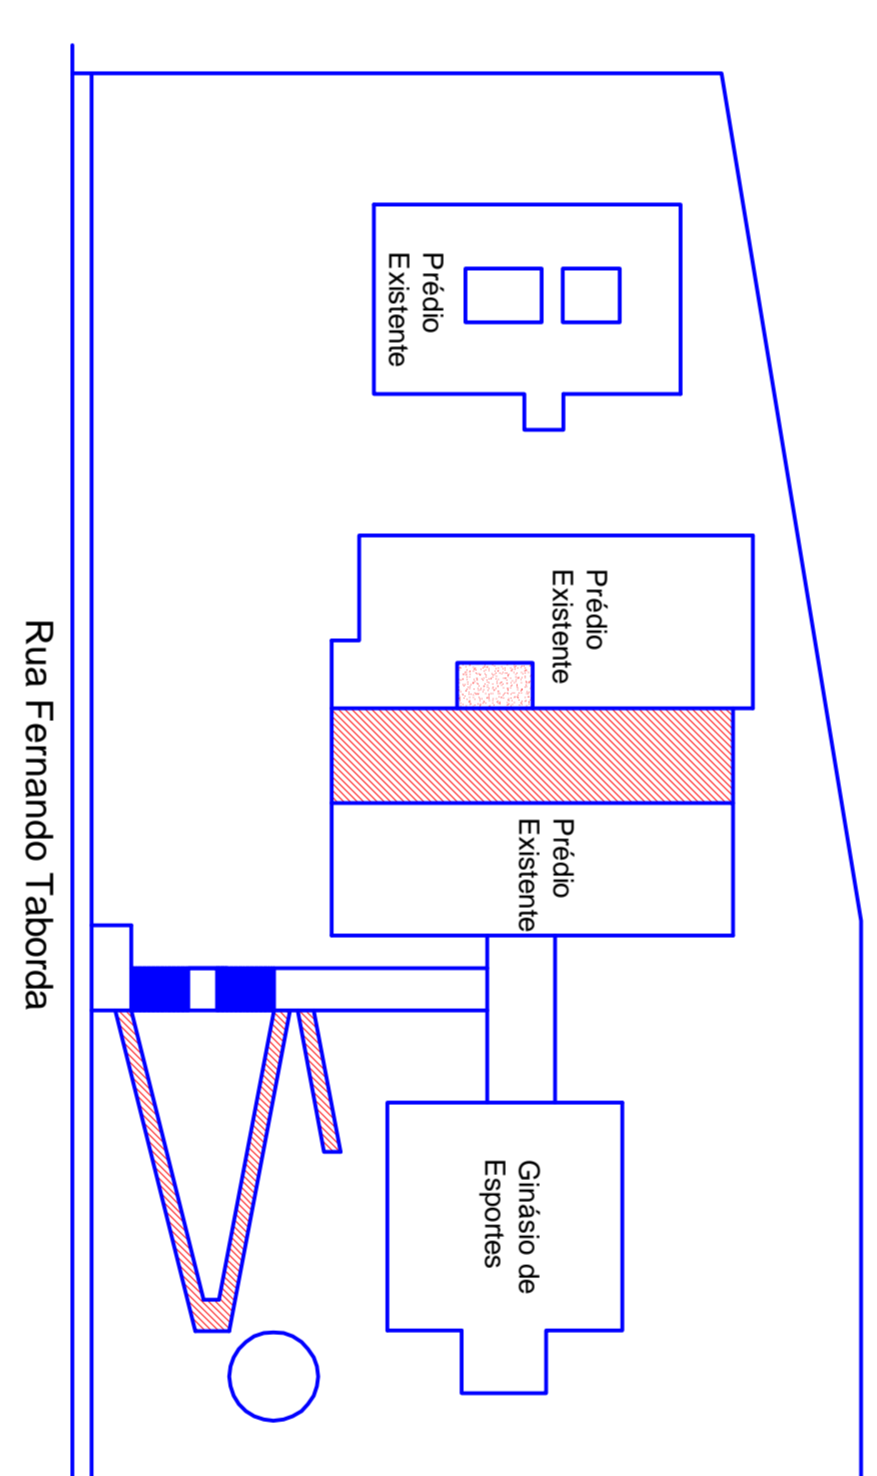 Prédio
Existente
Prédio
Existente
Prédio
Existente
Ginásio de
Esportes
Rua Fernando Taborda